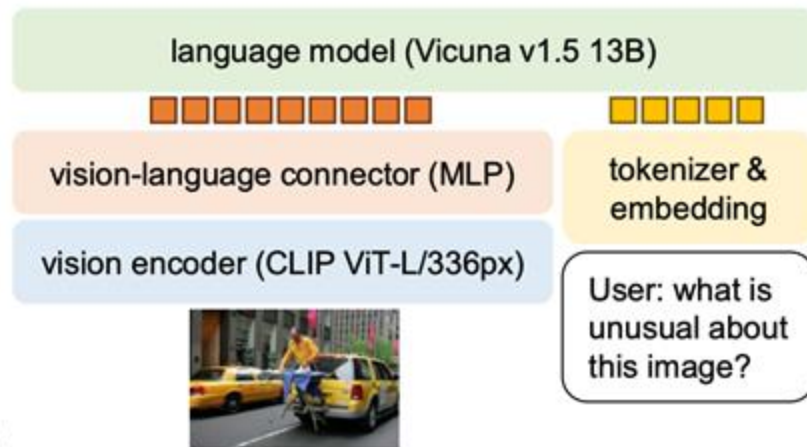 language model (Vicuna v1.5 13B)
vision-language connector (MLP)
tokenizer &
embedding
vision encoder (CLIP ViT-L/336px)
User: what is
unusual about
this image?